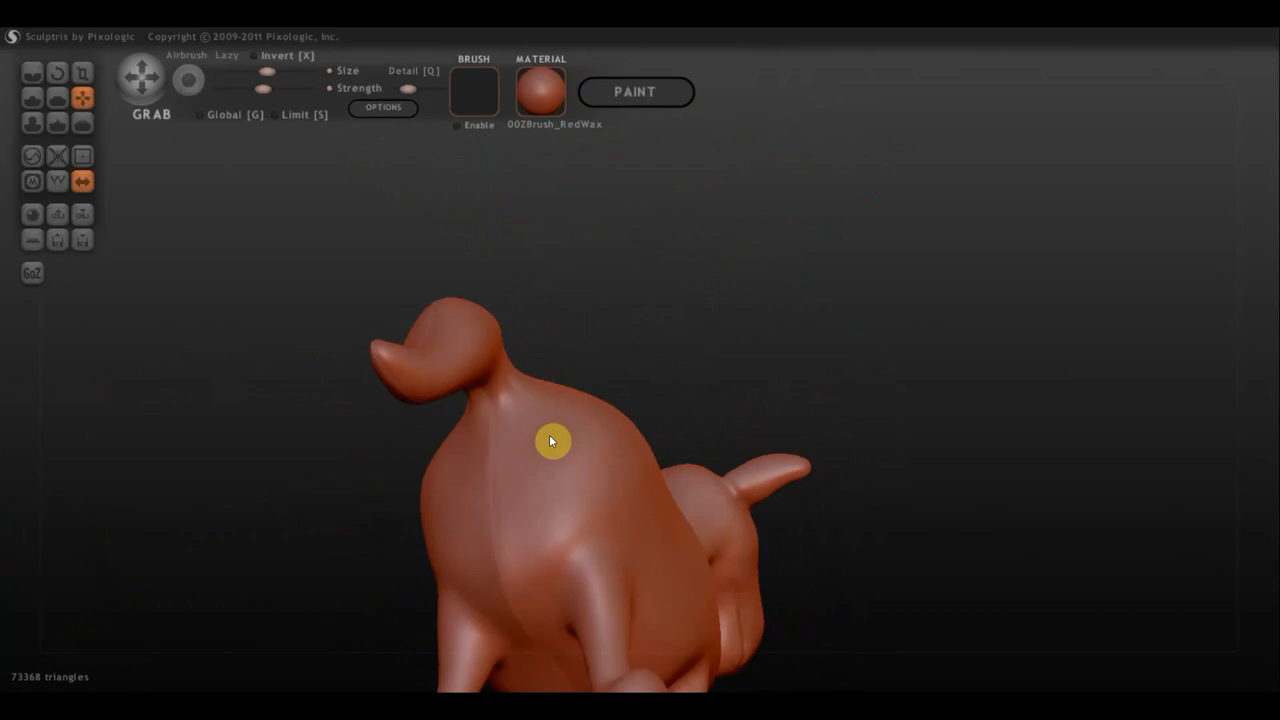 Sculptris by Pixologic Copyright © 2009-2011 Pixologic, Inc.
Airbrush Lazy Invert [X]
Size Detail [Q]
Strength
OPTIONS
GRAB Global [G] Limit [S]
BRUSH
Enable
MATERIAL
00ZBrush_RedWax
PAINT
GoZ
73368 triangles